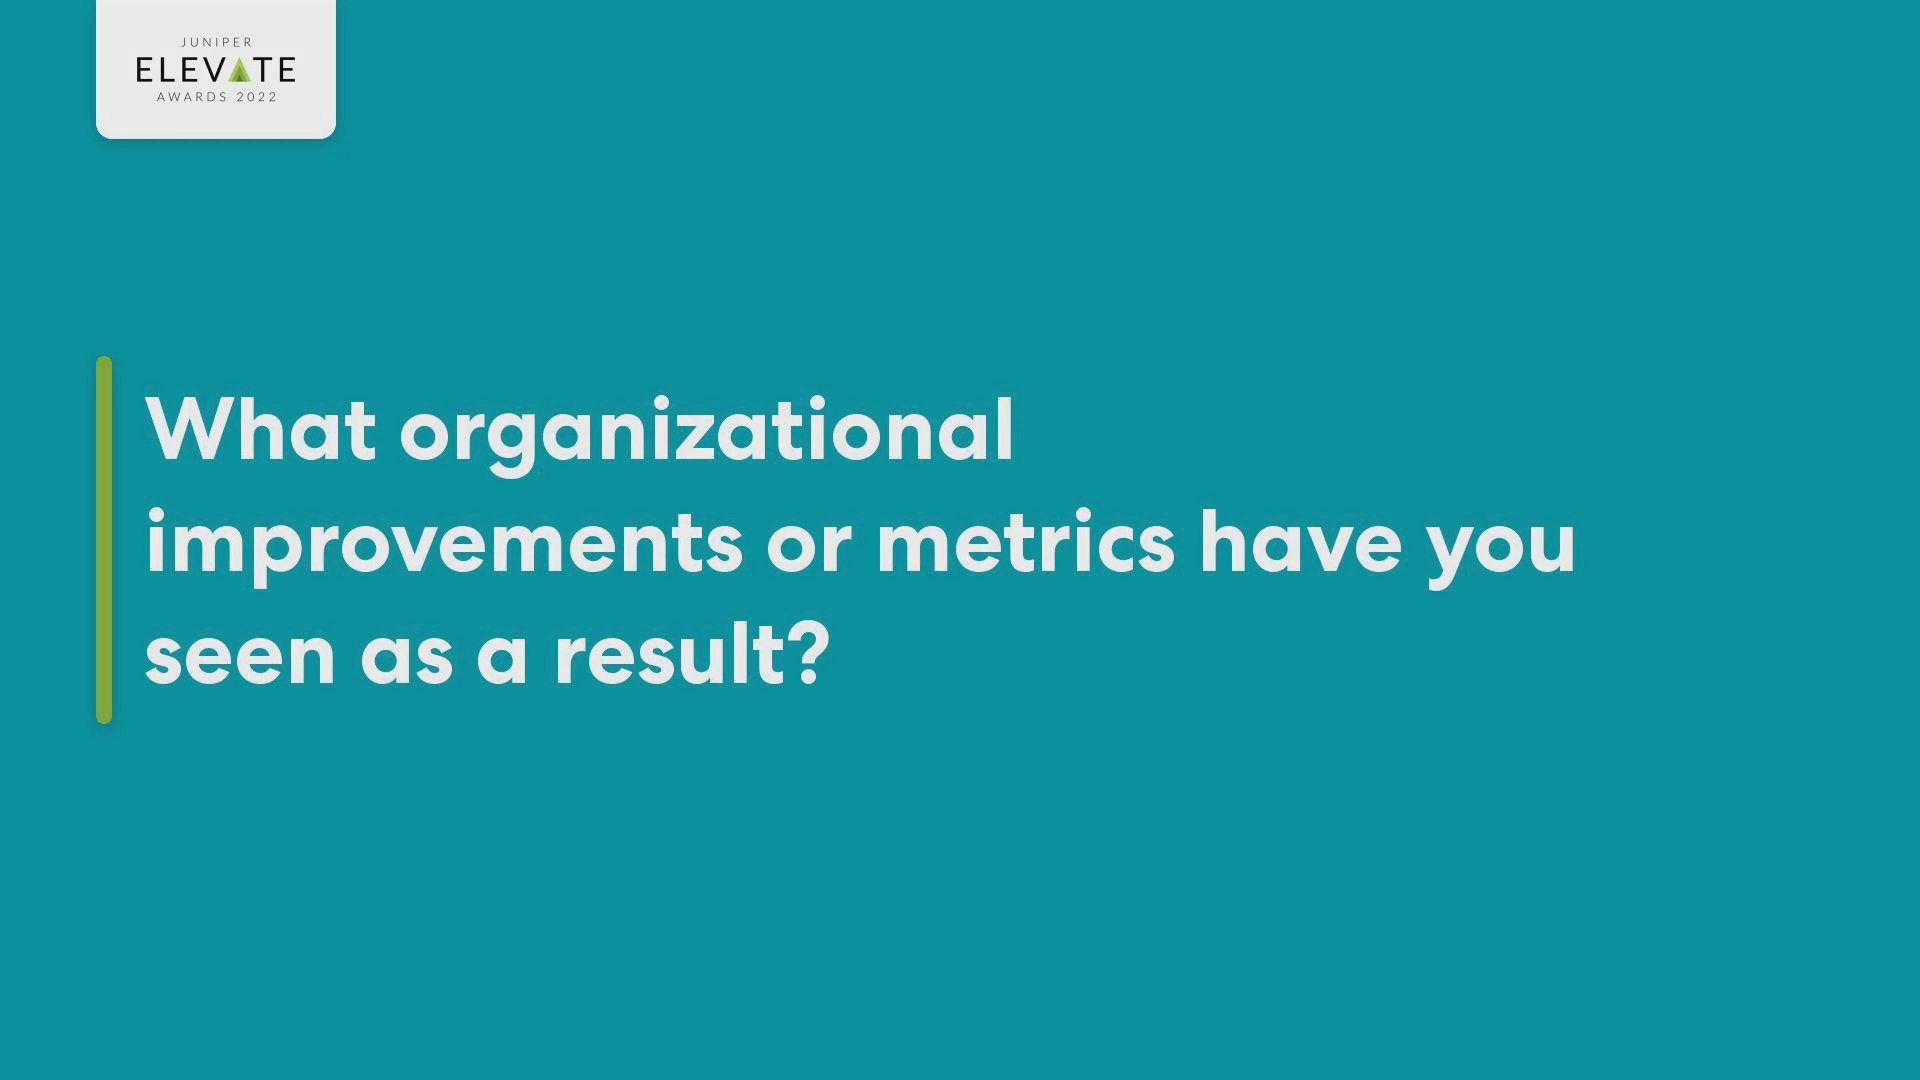 JUNIPER
ELEVATE
AWARDS 2022
What organizational
improvements or metrics have you
seen as a result?